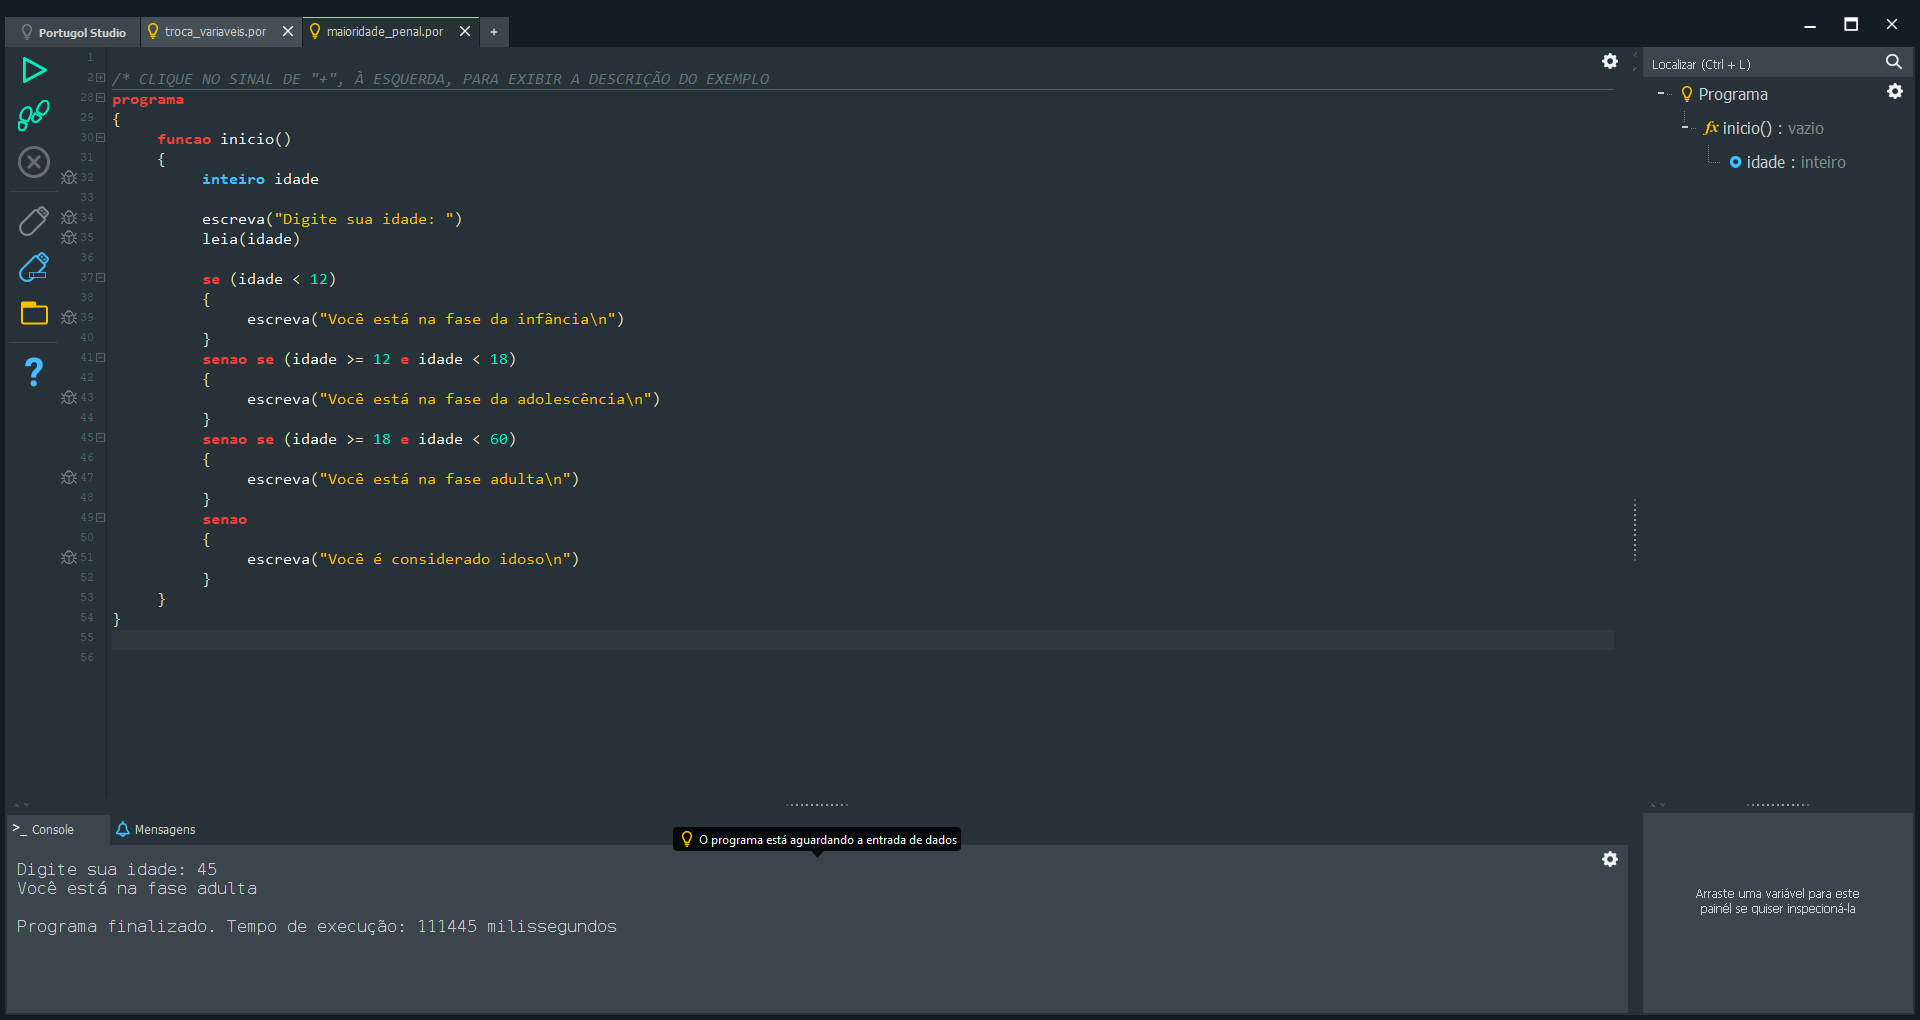 Portugol Studio
troca_variaveis.por
maioridade_penal.por
+
1
2 /* CLIQUE NO SINAL DE "+", À ESQUERDA, PARA EXIBIR A DESCRIÇÃO DO EXEMPLO
28 programa
29 {
30 funcao inicio()
31 {
32 inteiro idade
33
34 escreva("Digite sua idade: ")
35 leia(idade)
36
37 se (idade < 12)
38 {
39 escreva("Você está na fase da infância\n")
40 }
41 senao se (idade >= 12 e idade < 18)
42 {
43 escreva("Você está na fase da adolescência\n")
44 }
45 senao se (idade >= 18 e idade < 60)
46 {
47 escreva("Você está na fase adulta\n")
48 }
49 senao
50 {
51 escreva("Você é considerado idoso\n")
52 }
53 }
54 }
55
56
Localizar (Ctrl + L)
Programa
fx inicio() : vazio
idade : inteiro
>_ Console
Mensagens
O programa está aguardando a entrada de dados
Digite sua idade: 45
Você está na fase adulta
Programa finalizado. Tempo de execução: 111445 milissegundos
Arraste uma variável para este
painél se quiser inspecioná-la